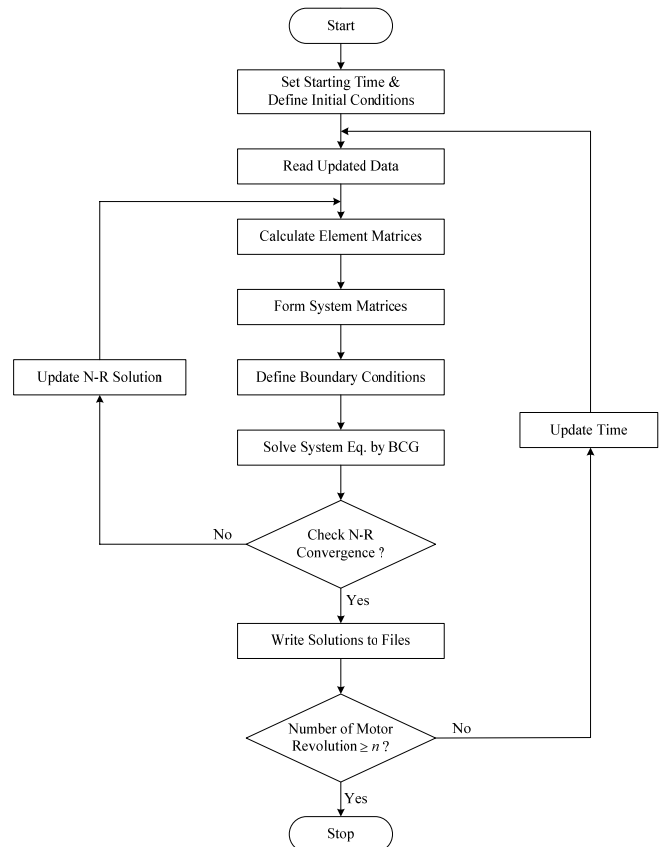 Start
Set Starting Time &
Define Initial Conditions
Read Updated Data
Calculate Element Matrices
Form System Matrices
Update N-R Solution
Define Boundary Conditions
Update Time
Solve System Eq. by BCG
No
Check N-R
Convergence ?
Yes
Write Solutions to Files
Number of Motor
Revolution ≥ n ?
No
Yes
Stop